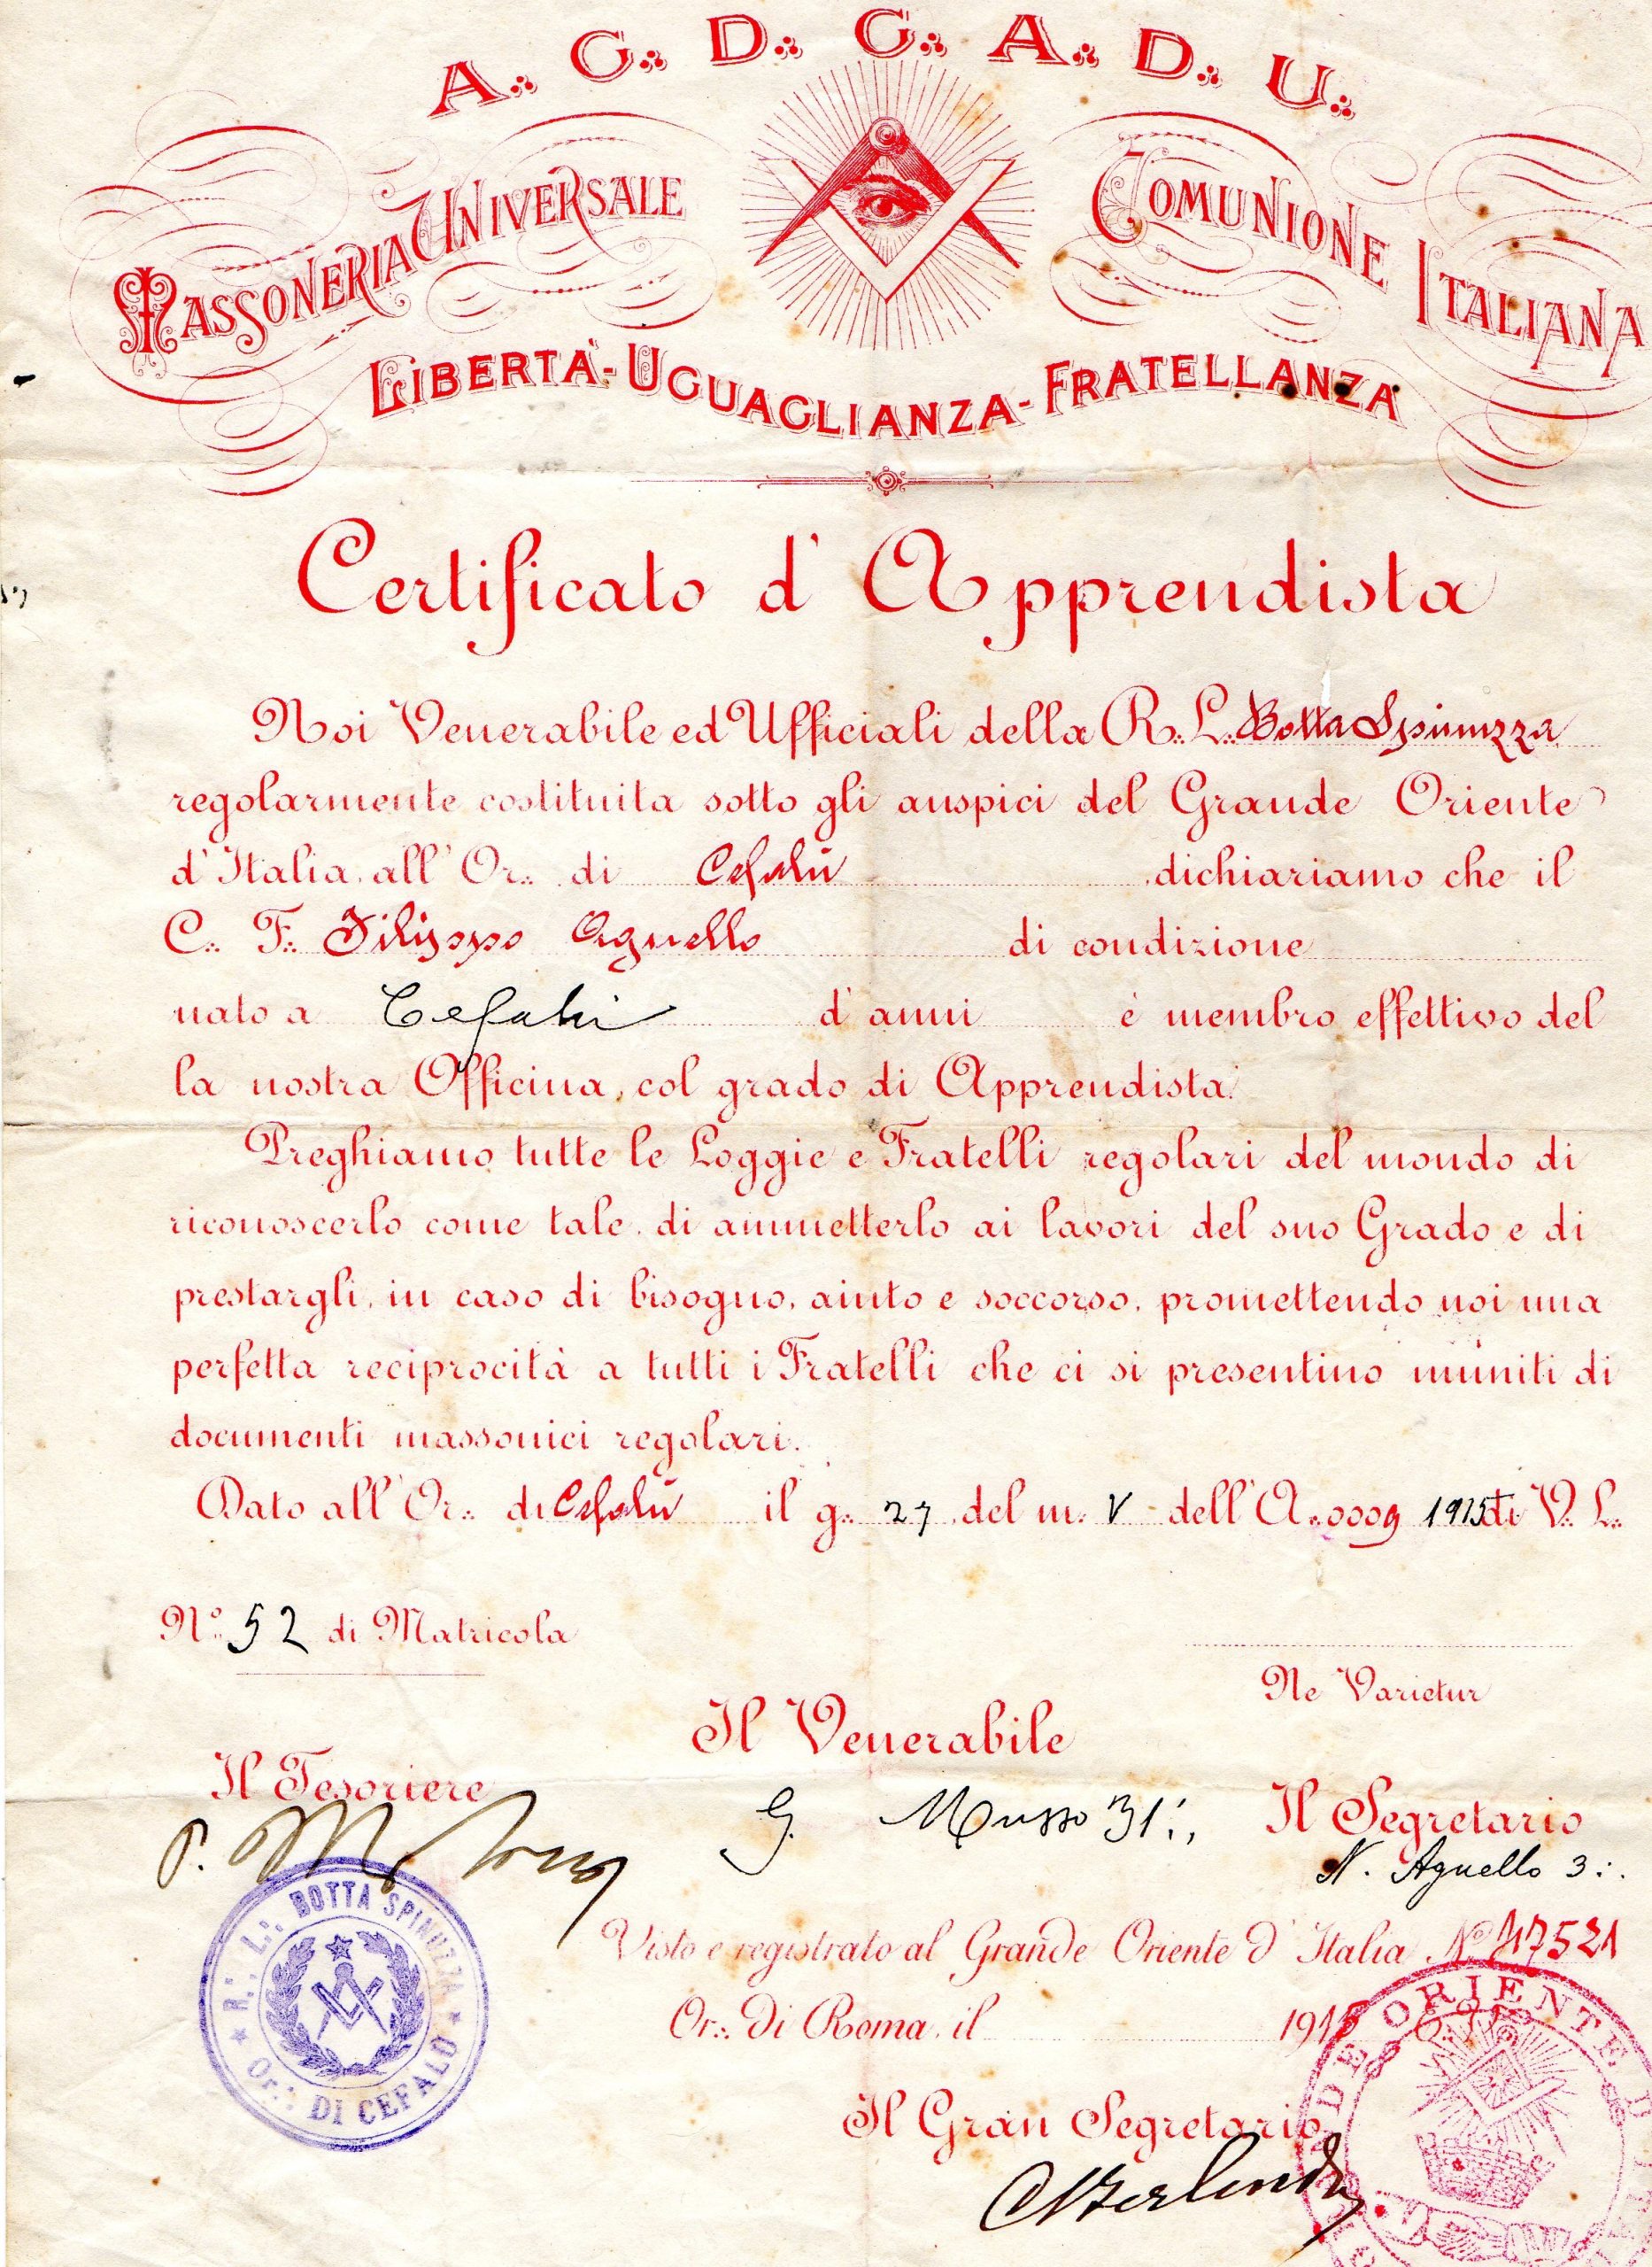 A∴ G∴ D∴ G∴ A∴ D∴ U∴
MASSONERIA UNIVERSALE COMUNIONE ITALIANA
LIBERTA'-UGUAGLIANZA-FRATELLANZA
Certificato d'Apprendista
Noi Venerabile ed Ufficiali della R∴ L∴ Botta Spinuzza
regolarmente costituita sotto gli auspici del Grande Oriente
d'Italia, all'Or∴ di Cefalù dichiariamo che il
C∴ F∴ Filippo Agnello di condizione
nato a Cefalù d'anni è membro effettivo del
la nostra Officina, col grado di Apprendista.
Preghiamo tutte le Loggie e Fratelli regolari del mondo di
riconoscerlo come tale, di ammetterlo ai lavori del suo Grado e di
prestargli, in caso di bisogno, aiuto e soccorso, promettendo noi una
perfetta reciprocità a tutti i Fratelli che ci si presentino muniti di
documenti massonici regolari.
Dato all'Or∴ di Cefalù il g∴ 27 del m∴ V dell'A∴ 0009 1915 di V∴ L∴
N° 52 di Matricola
Ne Varietur
Il Venerabile
Il Tesoriere
G. Musso 31∴
Il Segretario
N. Agnello 3∴
R∴ L∴ BOTTA SPINUZZA
Or∴ DI CEFALÙ
Visto e registrato al Grande Oriente d'Italia N° 47521
Or∴ di Roma, il 191
Il Gran Segretario
GRANDE ORIENTE D'IT